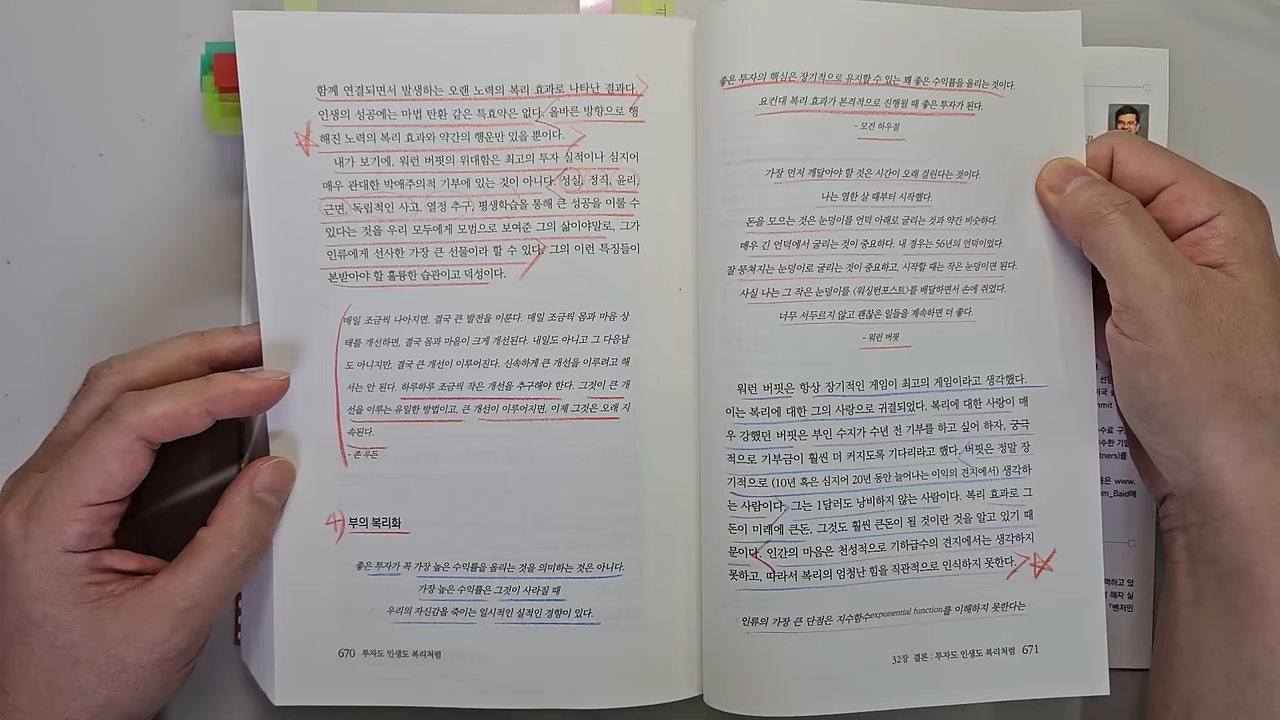 함께 연결되면서 발생하는 오랜 노력의 복리 효과로 나타난 결과다.
인생의 성공에는 마법 탄환 같은 특효약은 없다. 올바른 방향으로 행
해진 노력의 복리 효과와 약간의 행운만 있을 뿐이다.
내가 보기에, 워런 버핏의 위대함은 최고의 투자 실적이나 심지어
매우 관대한 박애주의적 기부에 있는 것이 아니다. 성실, 정직, 윤리,
근면, 독립적인 사고, 열정 추구, 평생학습을 통해 큰 성공을 이룰 수
있다는 것을 우리 모두에게 모범으로 보여준 그의 삶이야말로, 그가
인류에게 선사한 가장 큰 선물이라 할 수 있다. 그의 이런 특징들이
본받아야 할 훌륭한 습관이고 덕성이다.
매일 조금씩 나아지면, 결국 큰 발전을 이룬다. 매일 조금씩 몸과 마음 상
태를 개선하면, 결국 몸과 마음이 크게 개선된다. 내일도 아니고 그 다음날
도 아니지만, 결국 큰 개선이 이루어진다. 신속하게 큰 개선을 이루려고 해
서는 안 된다. 하루하루 조금씩 작은 개선을 추구해야 한다. 그것이 큰 개
선을 이루는 유일한 방법이고, 큰 개선이 이루어지면, 이제 그것은 오래 지
속된다.
- 존 우든
4) 부의 복리화
좋은 투자가 꼭 가장 높은 수익률을 올리는 것을 의미하는 것은 아니다.
가장 높은 수익률은 그것이 사라질 때
우리의 자신감을 죽이는 일시적인 실적인 경향이 있다.
670 투자도 인생도 복리처럼
좋은 투자의 핵심은 장기적으로 유지할 수 있는 꽤 좋은 수익률을 올리는 것이다.
요컨대 복리 효과가 본격적으로 진행될 때 좋은 투자가 된다.
- 모건 하우절
가장 먼저 깨달아야 할 것은 시간이 오래 걸린다는 것이다.
나는 열한 살 때부터 시작했다.
돈을 모으는 것은 눈덩이를 언덕 아래로 굴리는 것과 약간 비슷하다.
매우 긴 언덕에서 굴리는 것이 중요하다. 내 경우는 56년의 언덕이었다.
잘 뭉쳐지는 눈덩이로 굴리는 것이 중요하고, 시작할 때는 작은 눈덩이면 된다.
사실 나는 그 작은 눈덩이를 〈워싱턴포스트〉를 배달하면서 손에 쥐었다.
너무 서두르지 않고 괜찮은 일들을 계속하면 더 좋다.
- 워런 버핏
워런 버핏은 항상 장기적인 게임이 최고의 게임이라고 생각했다.
이는 복리에 대한 그의 사랑으로 귀결되었다. 복리에 대한 사랑이 매
우 강했던 버핏은 부인 수지가 수년 전 기부를 하고 싶어 하자, 궁극
적으로 기부금이 훨씬 더 커지도록 기다리라고 했다. 버핏은 정말 장
기적으로 (10년 혹은 심지어 20년 동안 늘어나는 이익의 견지에서) 생각하
는 사람이다. 그는 1달러도 낭비하지 않는 사람이다. 복리 효과로 그
돈이 미래에 큰돈, 그것도 훨씬 큰돈이 될 것이란 것을 알고 있기 때
문이다. 인간의 마음은 천성적으로 기하급수의 견지에서는 생각하지
못하고, 따라서 복리의 엄청난 힘을 직관적으로 인식하지 못한다.
인류의 가장 큰 단점은 지수함수exponential function를 이해하지 못한다는
32장 결론 : 투자도 인생도 복리처럼 671